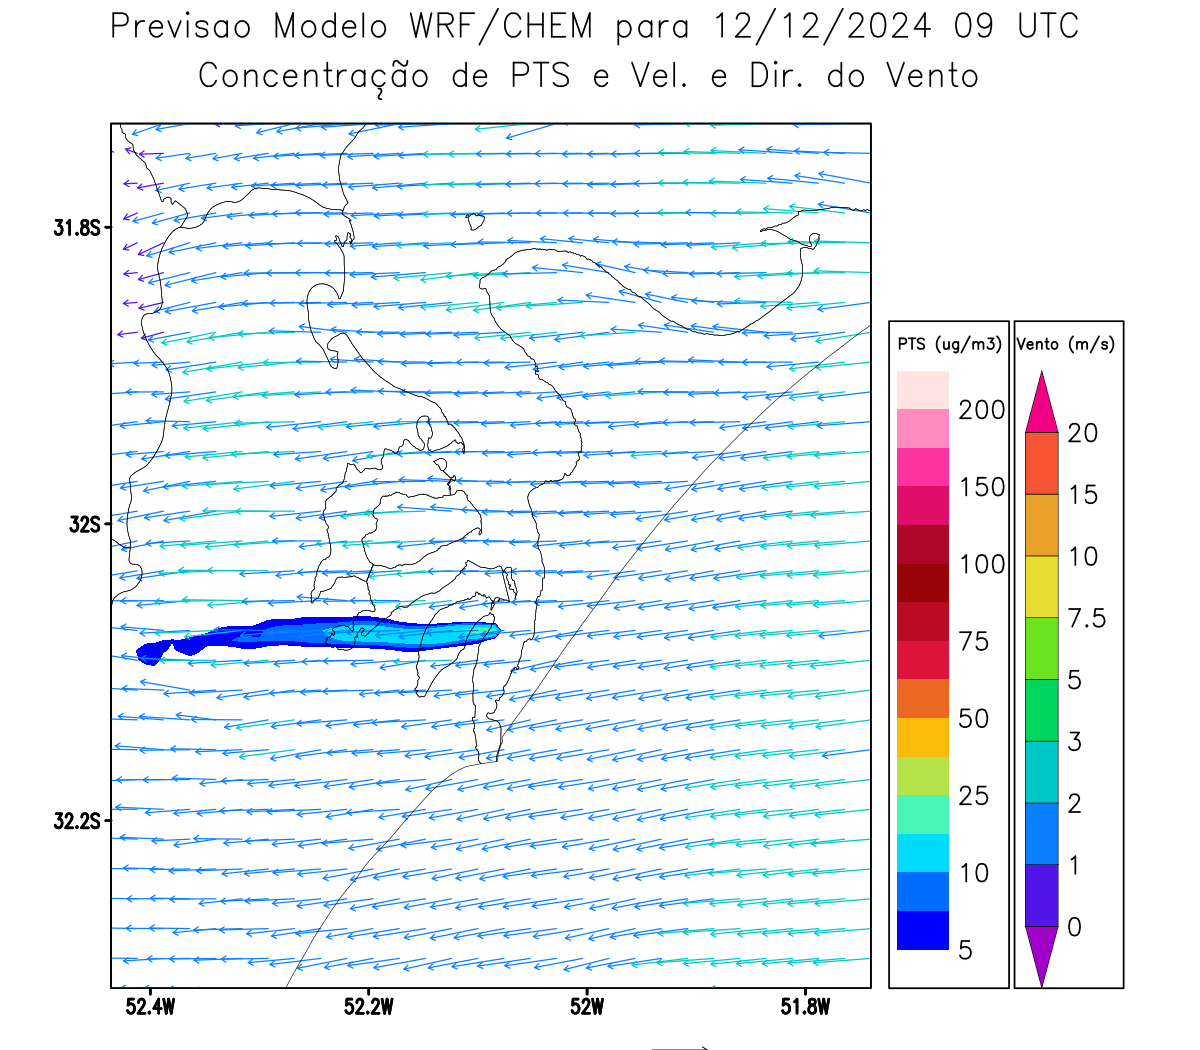 Previsao Modelo WRF/CHEM para 12/12/2024 09 UTC
Concentração de PTS e Vel. e Dir. do Vento
31.8S
32S
32.2S
52.4W
52.2W
52W
51.8W
PTS (ug/m3)
200
150
100
75
50
25
10
5
Vento (m/s)
20
15
10
7.5
5
3
2
1
0